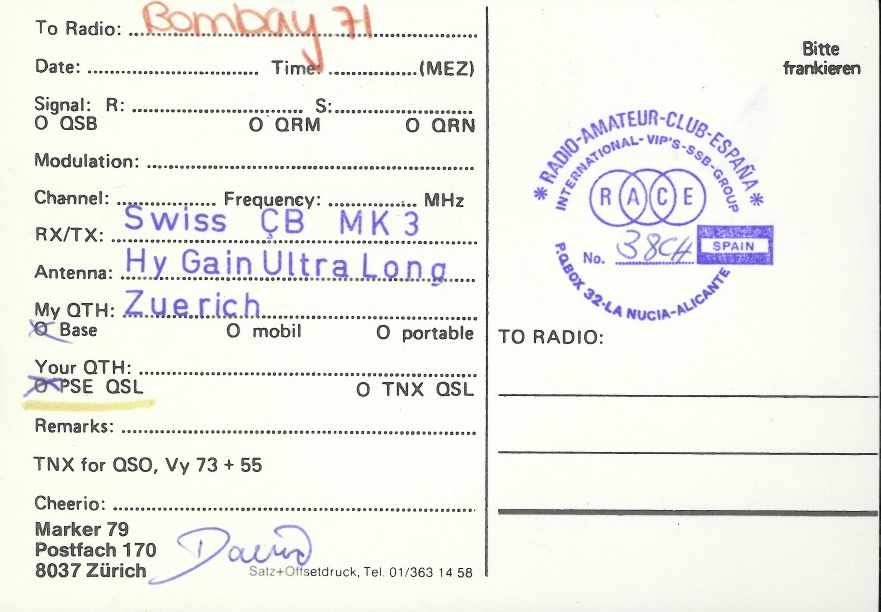 To Radio: Bombay 71
Date: Time: (MEZ)
Signal: R: S:
O QSB O QRM O QRN
Modulation:
Channel: Frequency: MHz
RX/TX: Swiss ÇB MK 3
Antenna: Hy Gain Ultra Long
My QTH: Zuerich
O Base O mobil O portable
Your QTH:
O PSE QSL O TNX QSL
Remarks:
TNX for QSO, Vy 73 + 55
Cheerio:
Marker 79
Postfach 170
8037 Zürich
David
Satz+Offsetdruck, Tel. 01/363 14 58
Bitte
frankieren
* RADIO-AMATEUR-CLUB-ESPAÑA *
INTERNATIONAL-VIP'S-SSB-GROUP
R A C E
No. 38CH SPAIN
P.O.BOX 32-LA NUCIA-ALICANTE
TO RADIO: